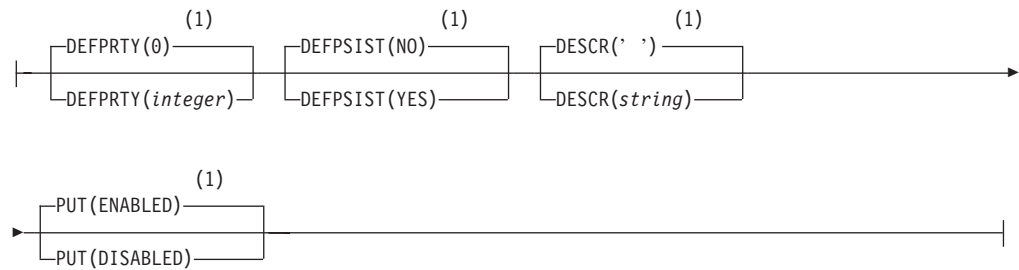 (1) (1) (1)
DEFPRTY(0) DEFPSIST(NO) DESCR(' ')
DEFPRTY(integer) DEFPSIST(YES) DESCR(string)
(1)
PUT(ENABLED)
PUT(DISABLED)